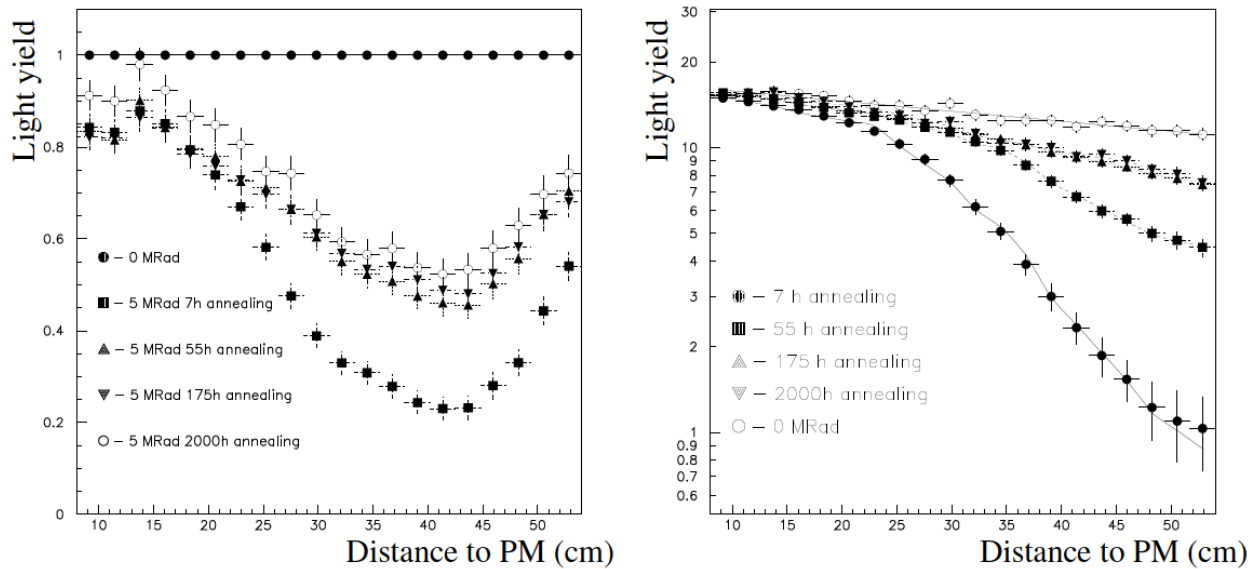 Light yield
1
0.8
0.6
0.4
0.2
0
– 0 MRad
– 5 MRad 7h annealing
– 5 MRad 55h annealing
– 5 MRad 175h annealing
– 5 MRad 2000h annealing
10 15 20 25 30 35 40 45 50
Distance to PM (cm)
Light yield
30
20
10
9
8
7
6
5
4
3
2
1
0.9
0.8
0.7
0.6
– 7 h annealing
– 55 h annealing
– 175 h annealing
– 2000h annealing
– 0 MRad
10 15 20 25 30 35 40 45 50
Distance to PM (cm)